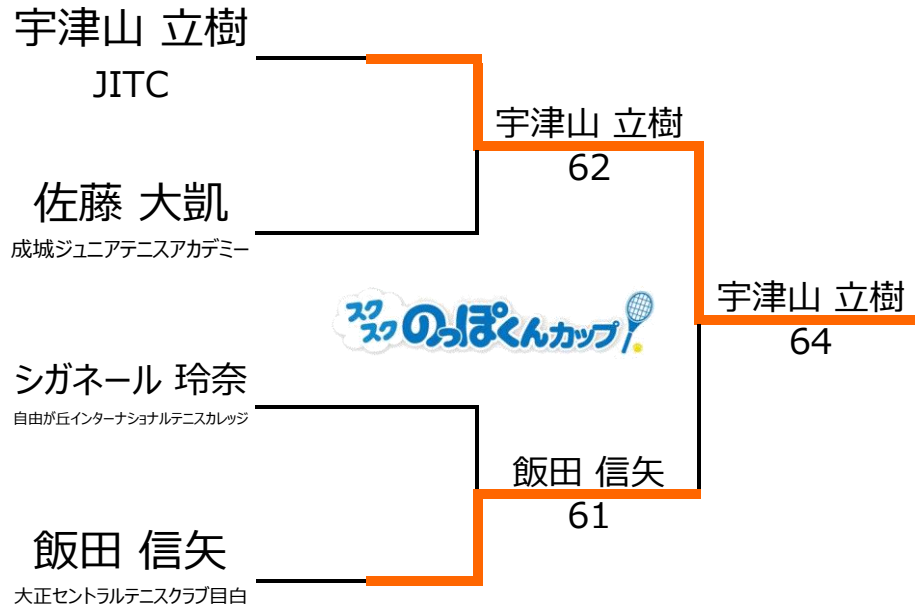 宇津山 立樹
JITC
宇津山 立樹
62
佐藤 大凱
成城ジュニアテニスアカデミー
スクスク のっぽくんカップ
宇津山 立樹
64
シガネール 玲奈
自由が丘インターナショナルテニスカレッジ
飯田 信矢
61
飯田 信矢
大正セントラルテニスクラブ目白